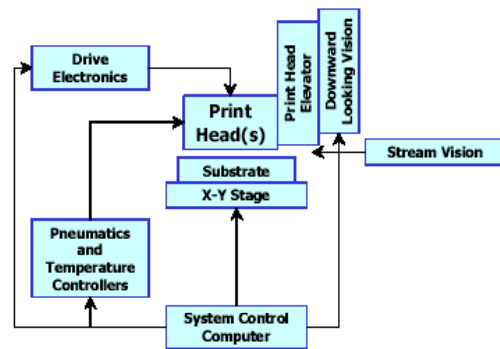 Drive
Electronics
Print
Head(s)
Print Head
Elevator
Downward
Looking Vision
Stream Vision
Substrate
X-Y Stage
Pneumatics
and
Temperature
Controllers
System Control
Computer